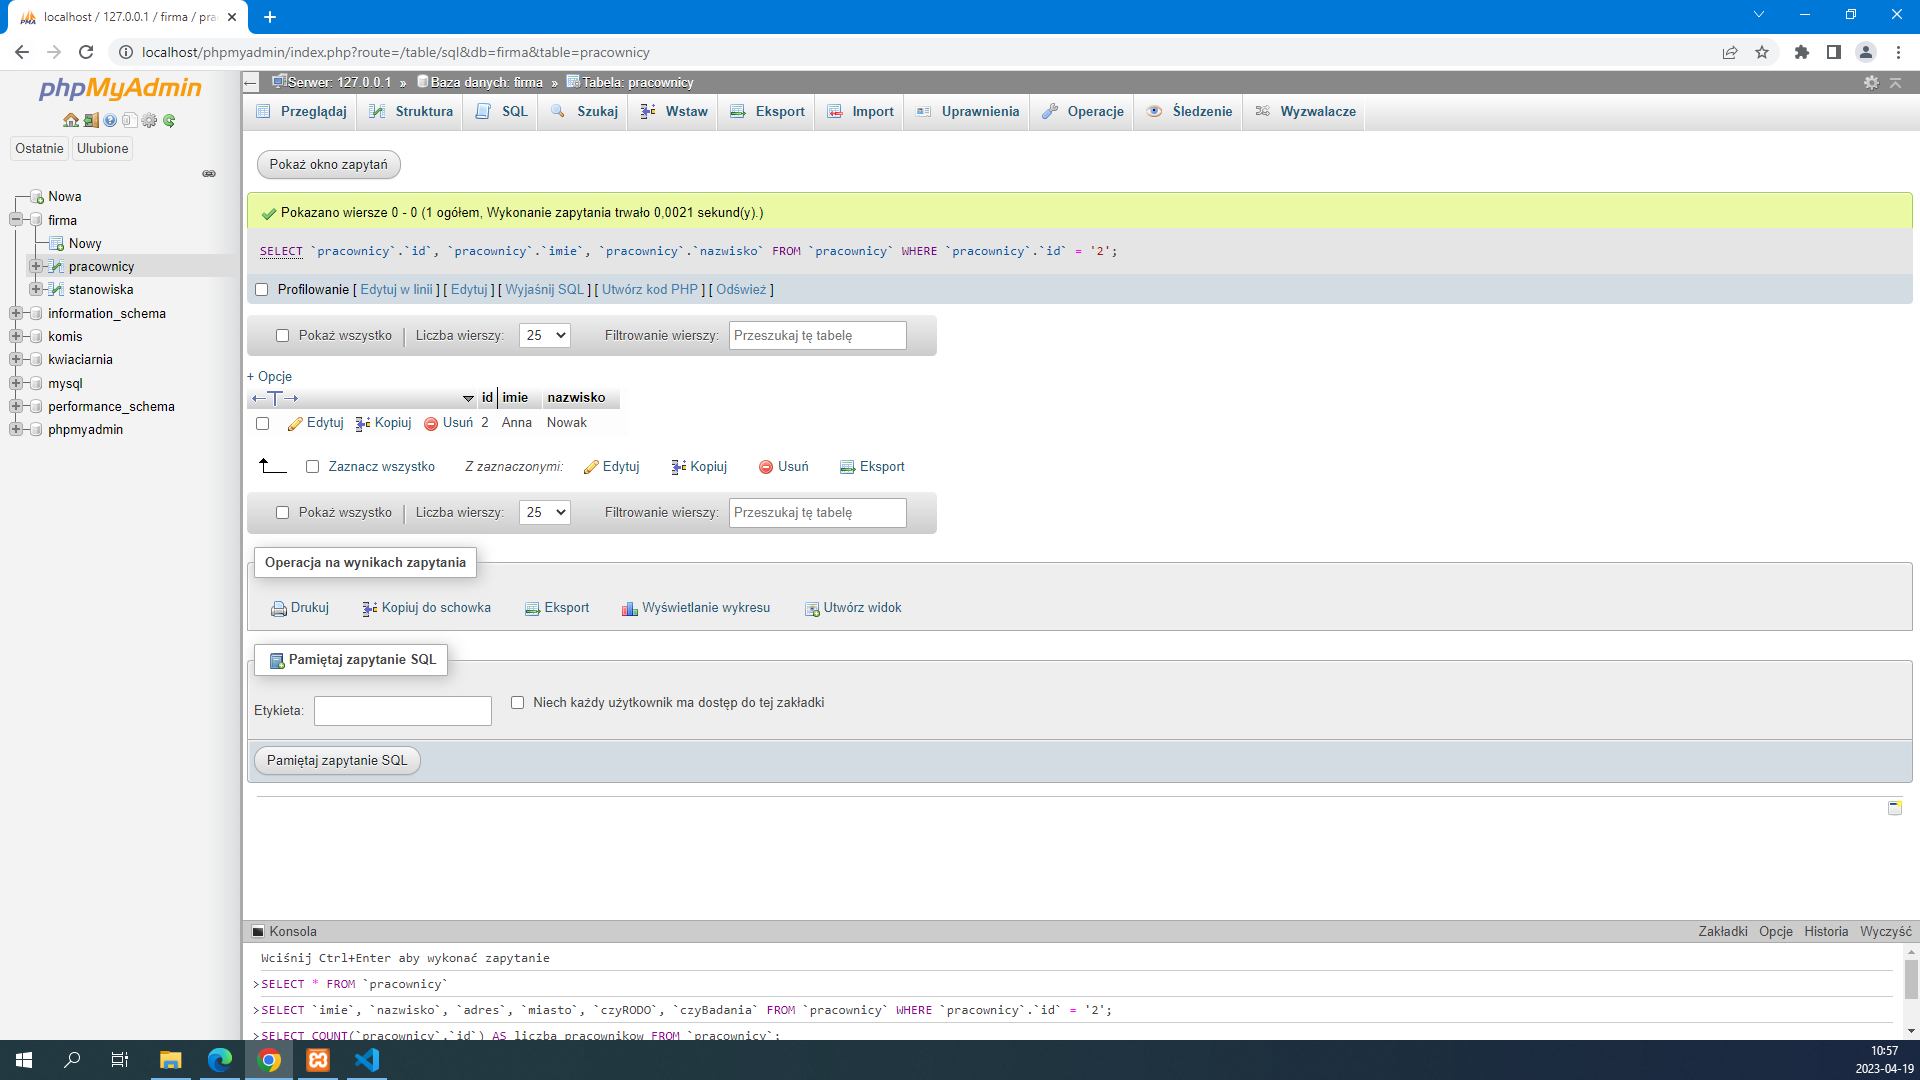 localhost / 127.0.0.1 / firma / pra
localhost/phpmyadmin/index.php?route=/table/sql&db=firma&table=pracownicy
phpMyAdmin
Ostatnie Ulubione
Nowa
firma
Nowy
pracownicy
stanowiska
information_schema
komis
kwiaciarnia
mysql
performance_schema
phpmyadmin
Serwer: 127.0.0.1 » Baza danych: firma » Tabela: pracownicy
Przeglądaj Struktura SQL Szukaj Wstaw Eksport Import Uprawnienia Operacje Śledzenie Wyzwalacze
Pokaż okno zapytań
Pokazano wiersze 0 - 0 (1 ogółem, Wykonanie zapytania trwało 0,0021 sekund(y).)
SELECT `pracownicy`.`id`, `pracownicy`.`imie`, `pracownicy`.`nazwisko` FROM `pracownicy` WHERE `pracownicy`.`id` = '2';
Profilowanie [ Edytuj w linii ] [ Edytuj ] [ Wyjaśnij SQL ] [ Utwórz kod PHP ] [ Odśwież ]
Pokaż wszystko Liczba wierszy: 25 Filtrowanie wierszy: Przeszukaj tę tabelę
+ Opcje
←T→ id imie nazwisko
Edytuj Kopiuj Usuń 2 Anna Nowak
Zaznacz wszystko Z zaznaczonymi: Edytuj Kopiuj Usuń Eksport
Pokaż wszystko Liczba wierszy: 25 Filtrowanie wierszy: Przeszukaj tę tabelę
Operacja na wynikach zapytania
Drukuj Kopiuj do schowka Eksport Wyświetlanie wykresu Utwórz widok
Pamiętaj zapytanie SQL
Etykieta: Niech każdy użytkownik ma dostęp do tej zakładki
Pamiętaj zapytanie SQL
Konsola Zakładki Opcje Historia Wyczyść
Wciśnij Ctrl+Enter aby wykonać zapytanie
>SELECT * FROM `pracownicy`
>SELECT `imie`, `nazwisko`, `adres`, `miasto`, `czyRODO`, `czyBadania` FROM `pracownicy` WHERE `pracownicy`.`id` = '2';
>SELECT COUNT(`pracownicy`.`id`) AS liczba_pracownikow FROM `pracownicy`;
10:57
2023-04-19